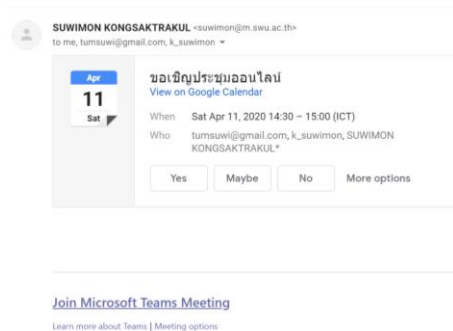 SUWIMON KONGSAKTRAKUL <suwimon@m.swu.ac.th>
to me, tumsuwi@gmail.com, k_suwimon
Apr
11
Sat
ขอเชิญประชุมออนไลน์
View on Google Calendar
When Sat Apr 11, 2020 14:30 – 15:00 (ICT)
Who tumsuwi@gmail.com, k_suwimon, SUWIMON
KONGSAKTRAKUL*
Yes Maybe No More options
Join Microsoft Teams Meeting
Learn more about Teams | Meeting options